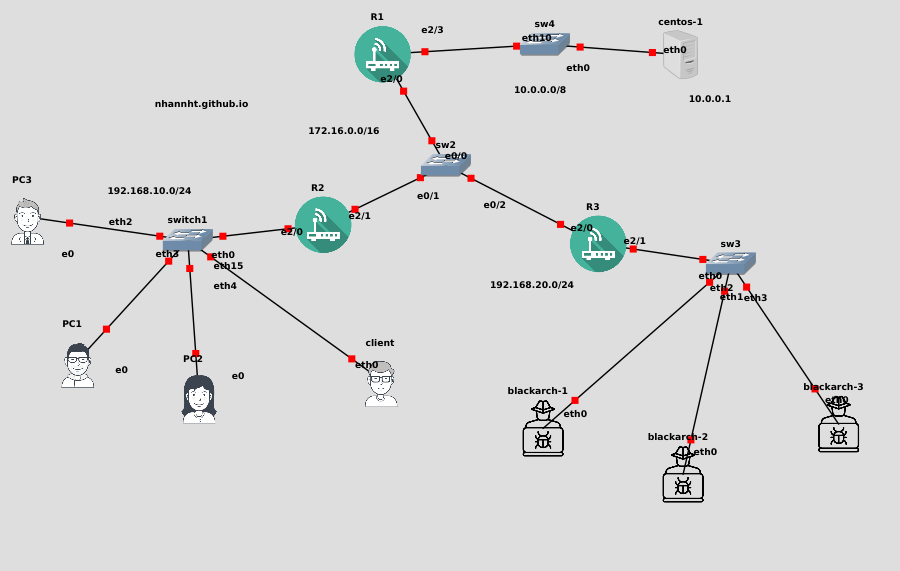 R1
sw4
centos-1
e2/3
eth10
eth0
eth0
e2/0
10.0.0.0/8
10.0.0.1
nhannht.github.io
172.16.0.0/16
sw2
e0/0
PC3
192.168.10.0/24
R2
e0/1
e0/2
R3
switch1
eth2
e2/1
e2/0
e2/0
e2/1
sw3
e0
eth3
eth0
eth15
eth4
eth0
eth2
eth1
eth3
192.168.20.0/24
PC1
client
PC2
e0
e0
eth0
blackarch-1
blackarch-3
eth0
eth0
blackarch-2
eth0